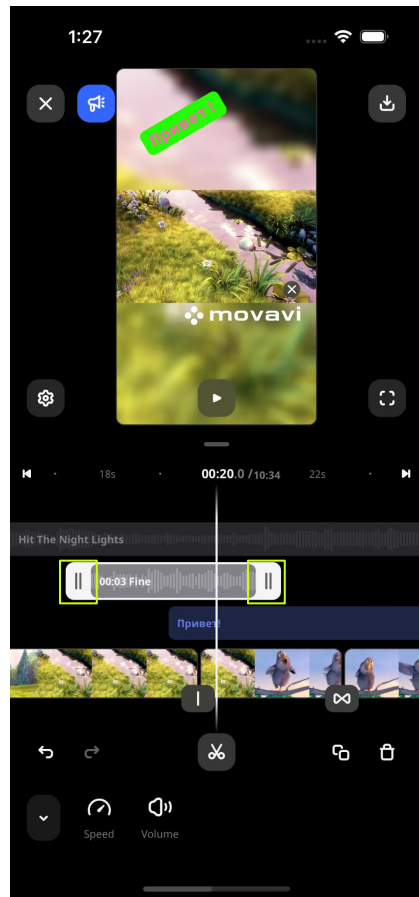 1:27
Привет!
movavi
18s
00:20.0 /10:34
22s
Hit The Night Lights
00:03 Fine
Привет!
Speed
Volume